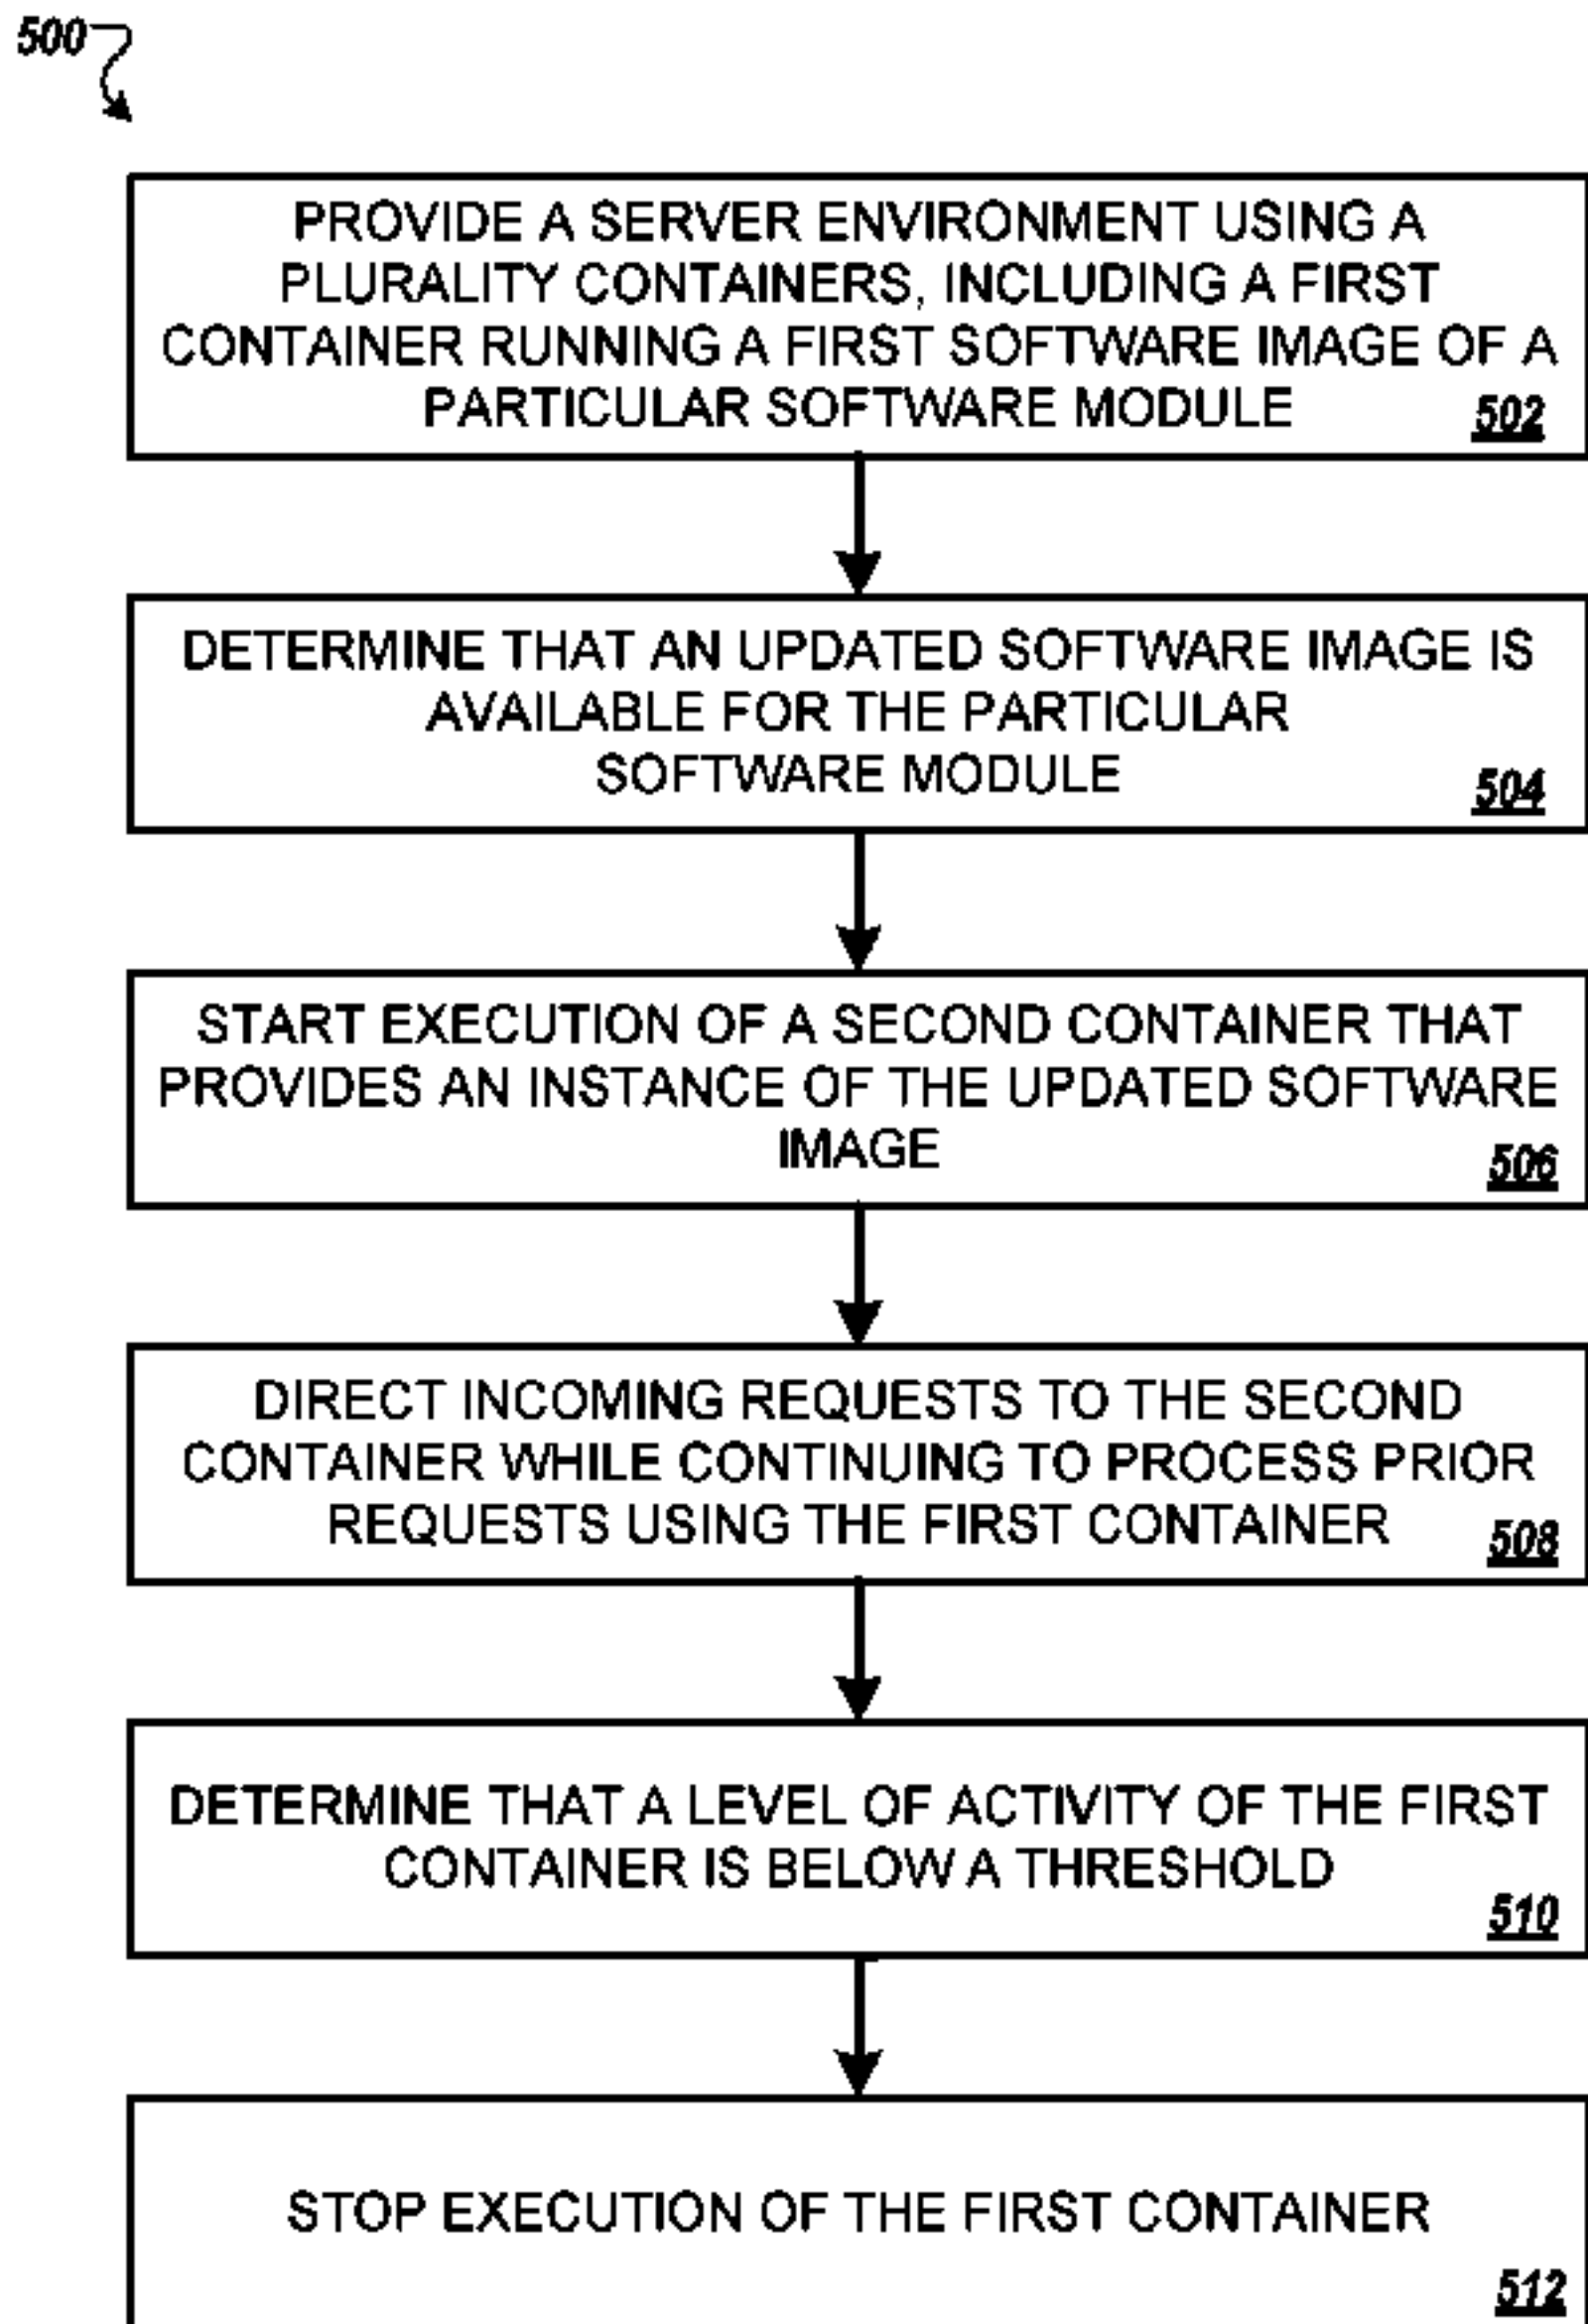 500
PROVIDE A SERVER ENVIRONMENT USING A
PLURALITY CONTAINERS, INCLUDING A FIRST
CONTAINER RUNNING A FIRST SOFTWARE IMAGE OF A
PARTICULAR SOFTWARE MODULE 502
DETERMINE THAT AN UPDATED SOFTWARE IMAGE IS
AVAILABLE FOR THE PARTICULAR
SOFTWARE MODULE 504
START EXECUTION OF A SECOND CONTAINER THAT
PROVIDES AN INSTANCE OF THE UPDATED SOFTWARE
IMAGE 506
DIRECT INCOMING REQUESTS TO THE SECOND
CONTAINER WHILE CONTINUING TO PROCESS PRIOR
REQUESTS USING THE FIRST CONTAINER 508
DETERMINE THAT A LEVEL OF ACTIVITY OF THE FIRST
CONTAINER IS BELOW A THRESHOLD
510
STOP EXECUTION OF THE FIRST CONTAINER
512